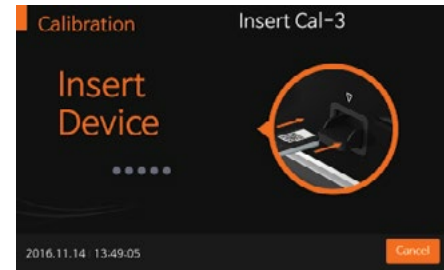 Calibration
Insert Cal-3
Insert
Device
2016.11.14 13:49:05
Cancel